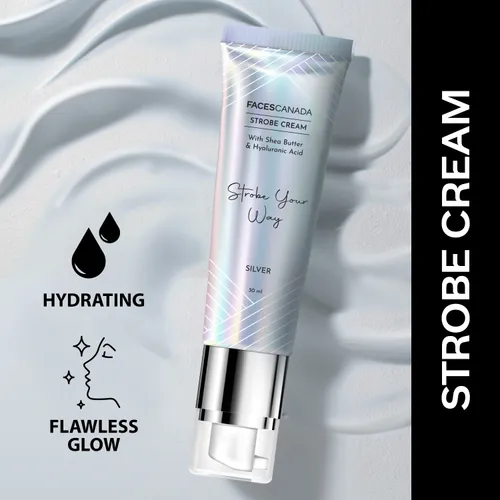 FACESCANADA
STROBE CREAM
With Shea Butter
& Hyaluronic Acid
Strobe Your
Way
SILVER
30 ml
HYDRATING
FLAWLESS
GLOW
STROBE CREAM